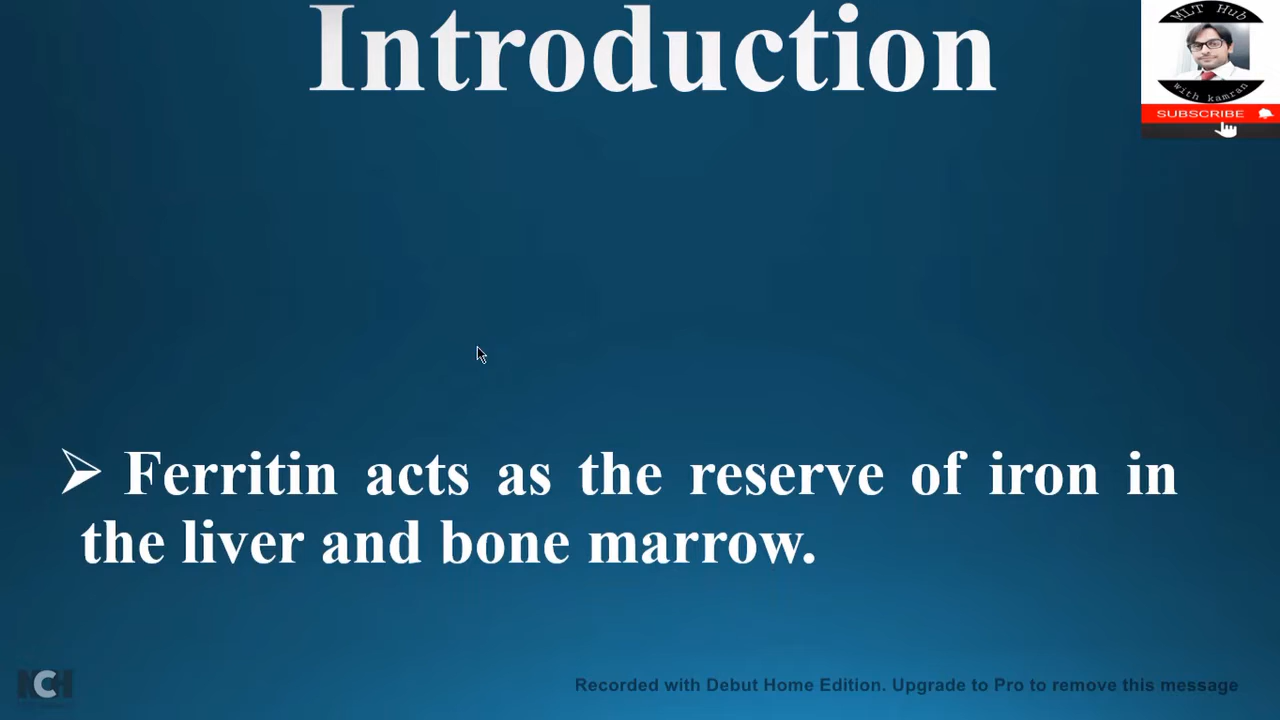 Introduction
MLT Hub
with kamran
SUBSCRIBE
➢ Ferritin acts as the reserve of iron in
the liver and bone marrow.
NCH
Recorded with Debut Home Edition. Upgrade to Pro to remove this message